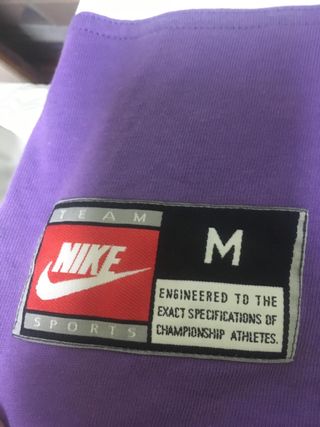 TEAM
NIKE
SPORTS
M
ENGINEERED TO THE
EXACT SPECIFICATIONS OF
CHAMPIONSHIP ATHLETES.